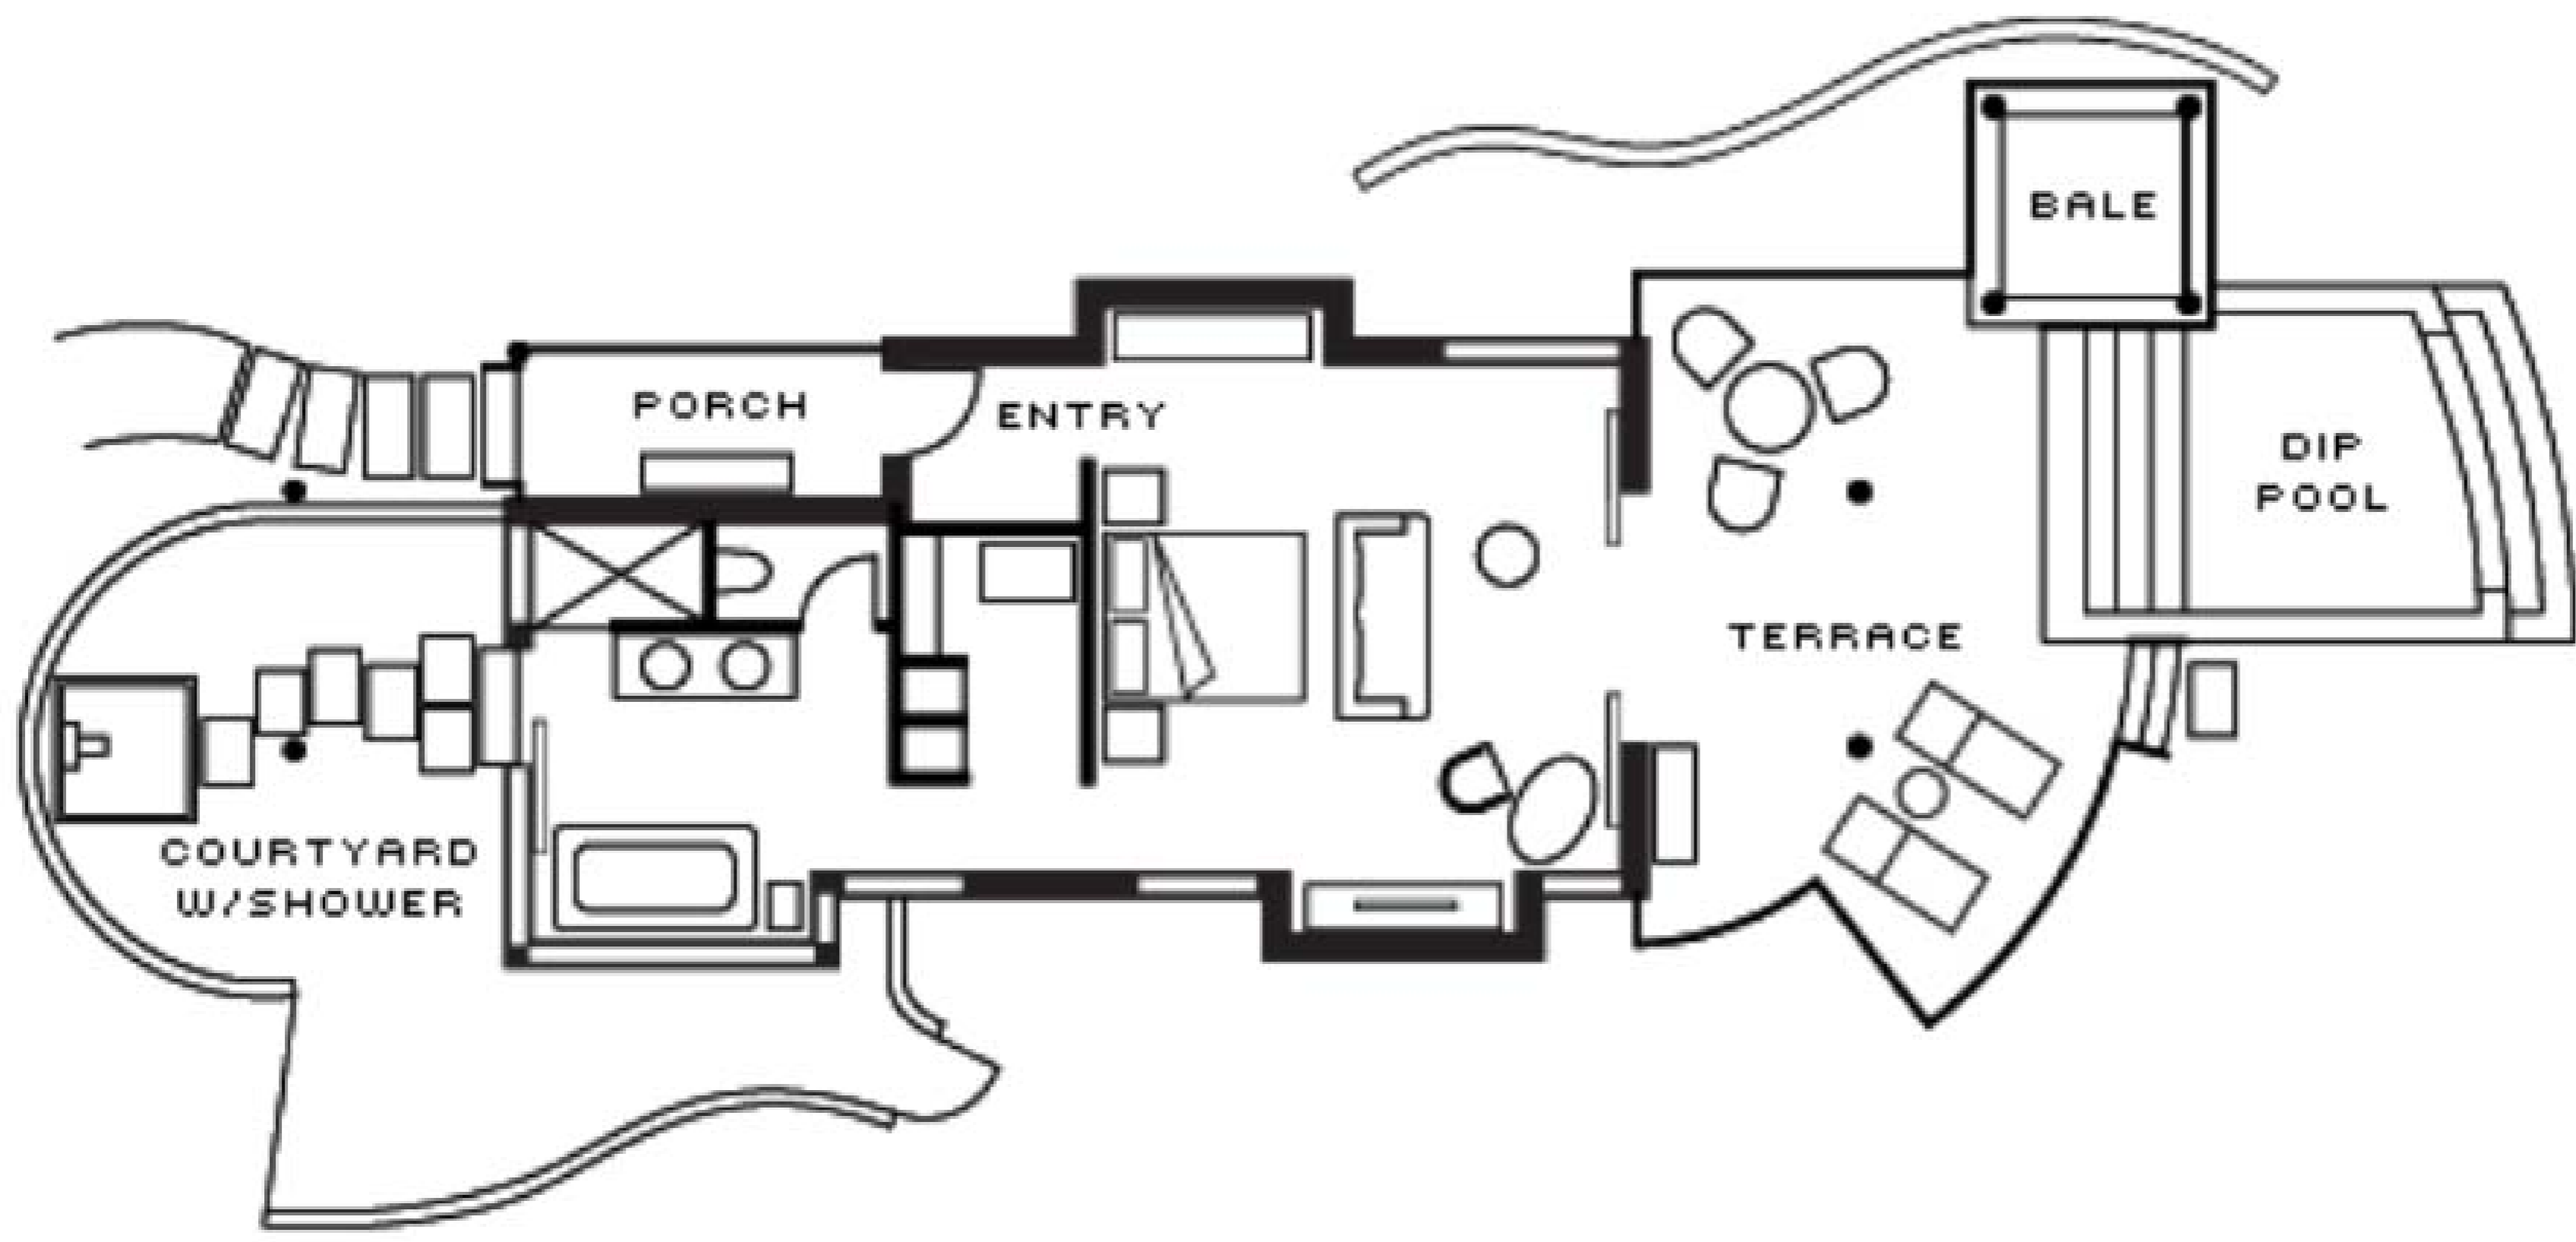 BALE
PORCH
ENTRY
DIP
POOL
TERRACE
COURTYARD
W/SHOWER